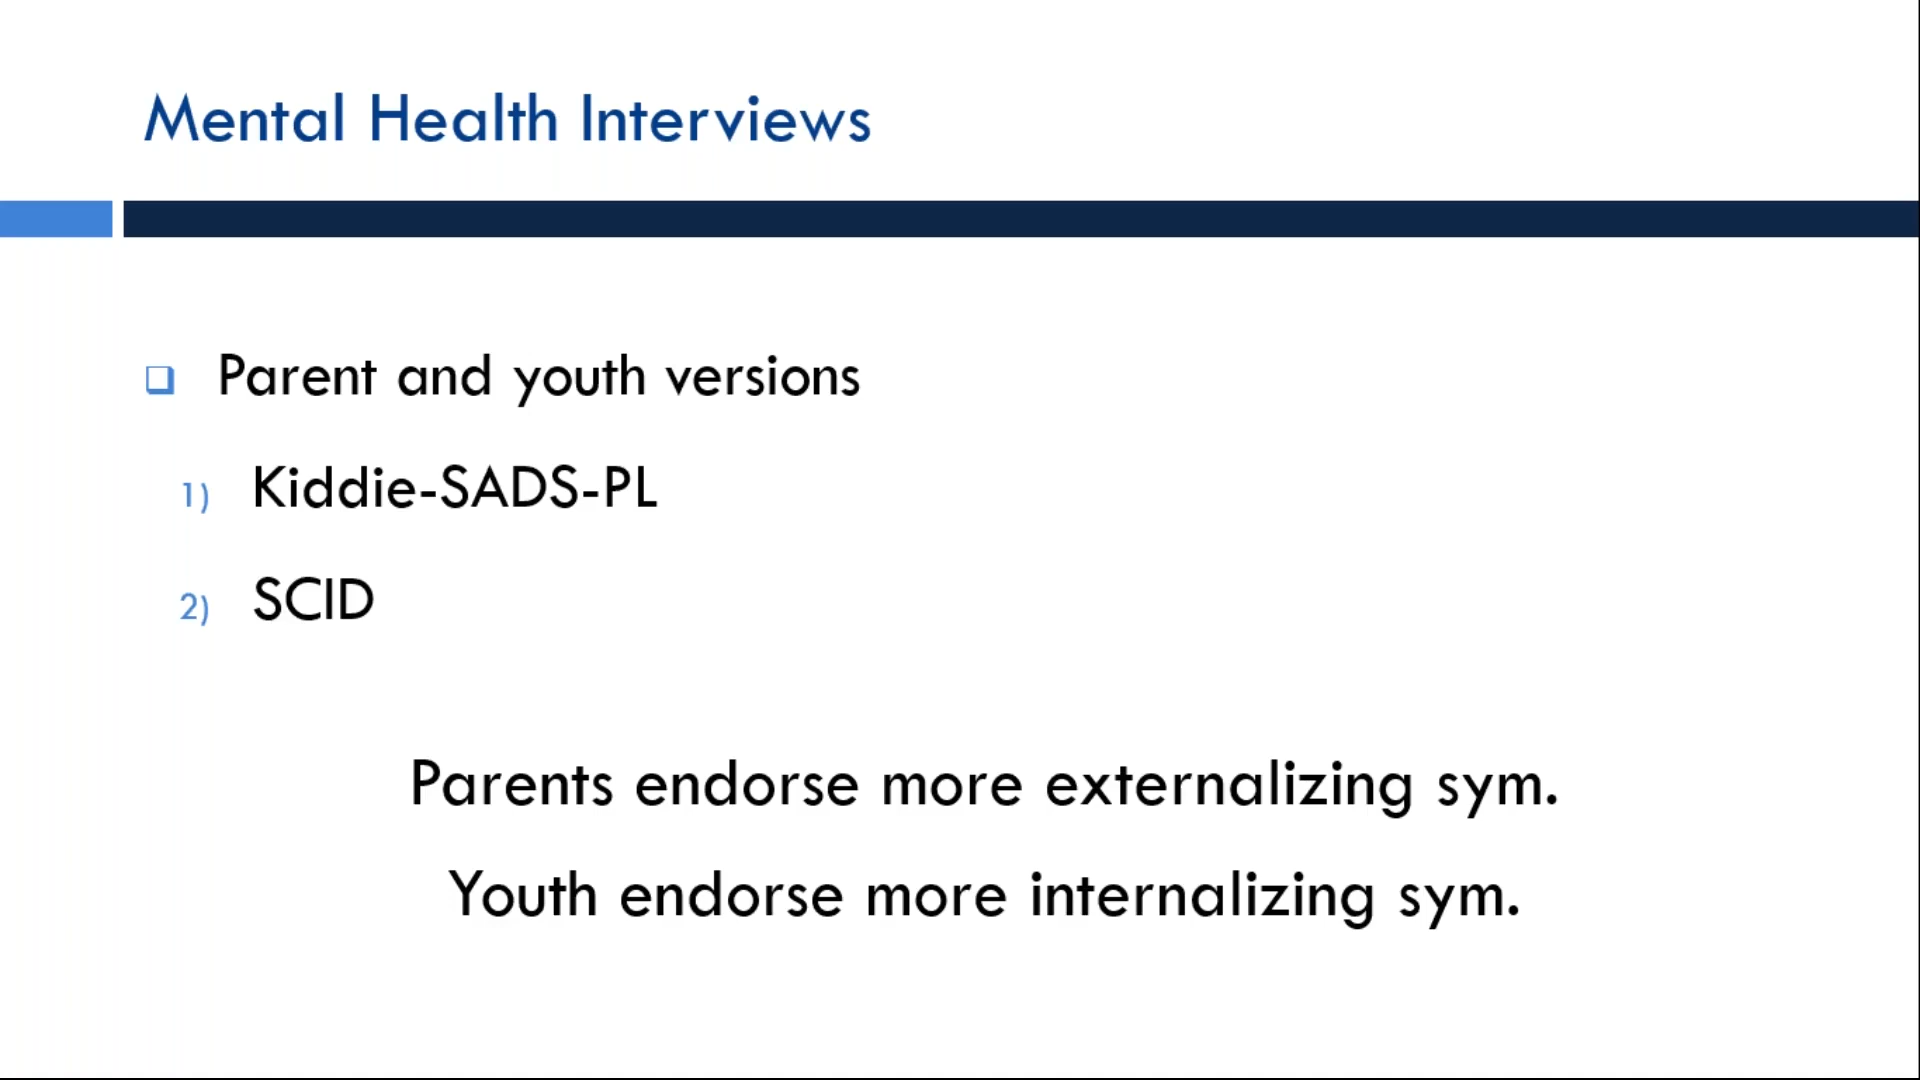 Mental Health Interviews
Parent and youth versions
1) Kiddie-SADS-PL
2) SCID
Parents endorse more externalizing sym.
Youth endorse more internalizing sym.